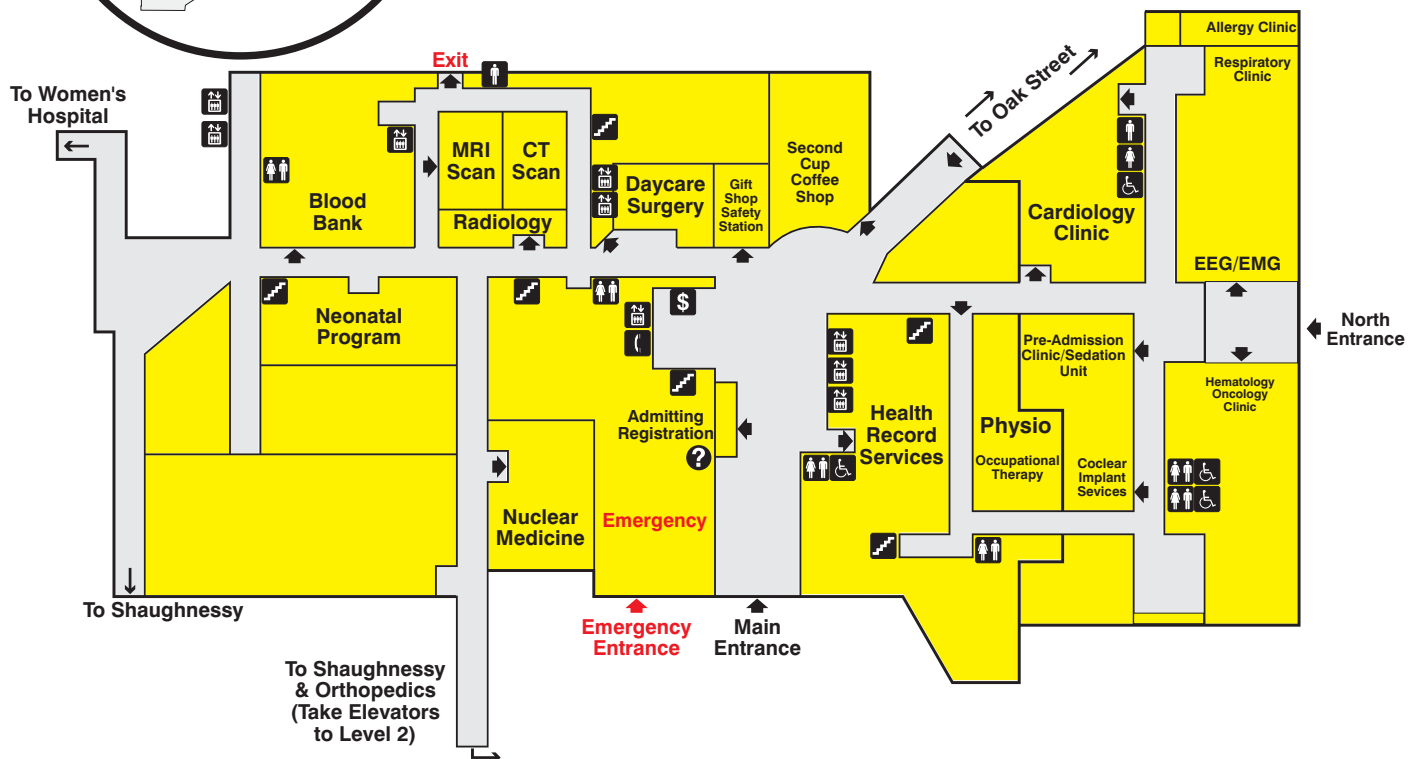 Allergy Clinic
Respiratory
Clinic
Exit
To Oak Street
To Women's
Hospital
MRI
Scan
CT
Scan
Second
Cup
Coffee
Shop
Daycare
Surgery
Gift
Shop
Safety
Station
Blood
Bank
Radiology
Cardiology
Clinic
EEG/EMG
$
Neonatal
Program
North
Entrance
Pre-Admission
Clinic/Sedation
Unit
Hematology
Oncology
Clinic
Admitting
Registration
?
Health
Record
Services
Physio
Occupational
Therapy
Coclear
Implant
Sevices
Nuclear
Medicine
Emergency
To Shaughnessy
Emergency
Entrance
Main
Entrance
To Shaughnessy
& Orthopedics
(Take Elevators
to Level 2)